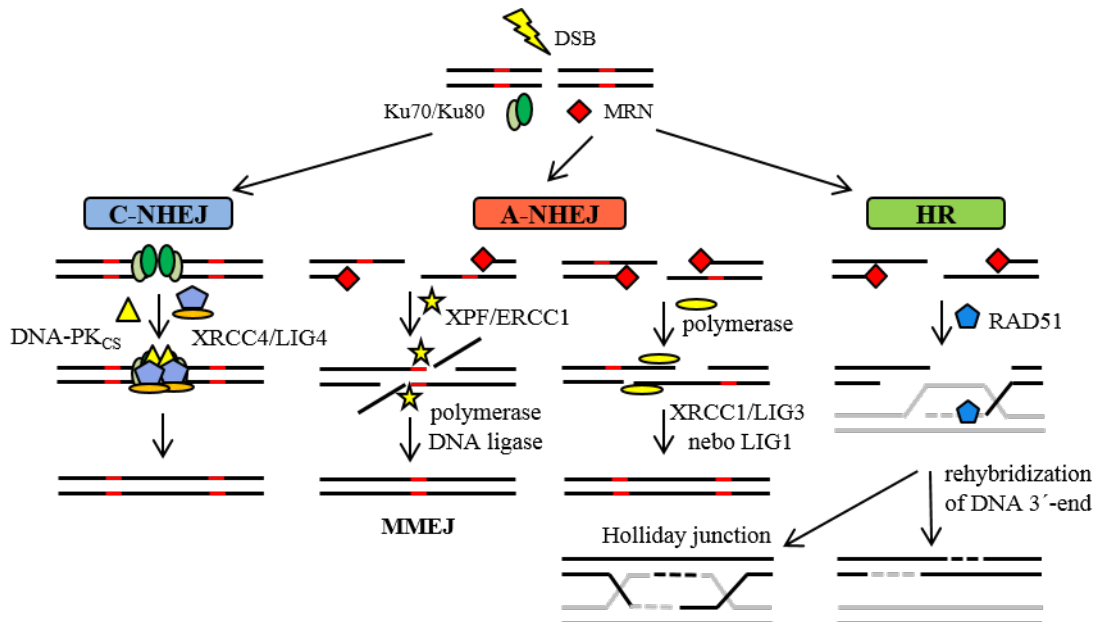 DSB
Ku70/Ku80
MRN
C-NHEJ
A-NHEJ
HR
DNA-PKCS
XRCC4/LIG4
XPF/ERCC1
polymerase
RAD51
polymerase
DNA ligase
XRCC1/LIG3
nebo LIG1
MMEJ
rehybridization
of DNA 3´-end
Holliday junction